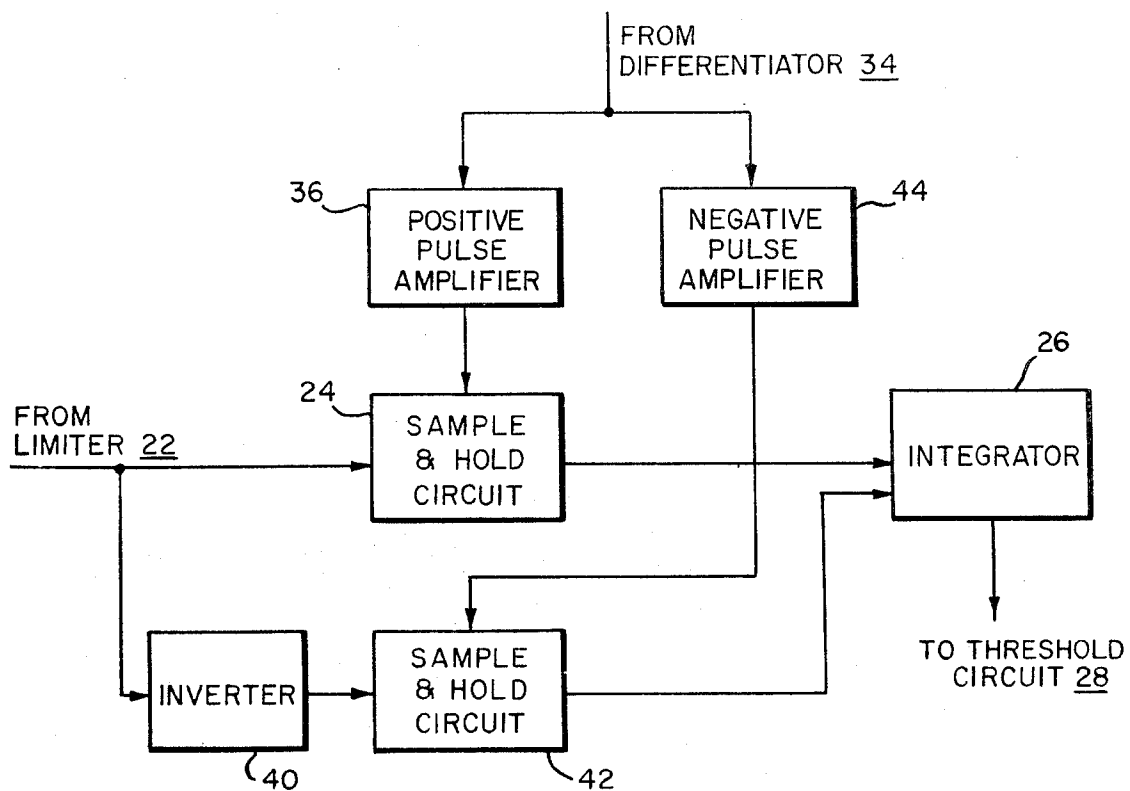 FROM
DIFFERENTIATOR 34
36
POSITIVE
PULSE
AMPLIFIER
44
NEGATIVE
PULSE
AMPLIFIER
24
SAMPLE
& HOLD
CIRCUIT
26
INTEGRATOR
FROM
LIMITER 22
TO THRESHOLD
CIRCUIT 28
INVERTER
40
SAMPLE
& HOLD
CIRCUIT
42